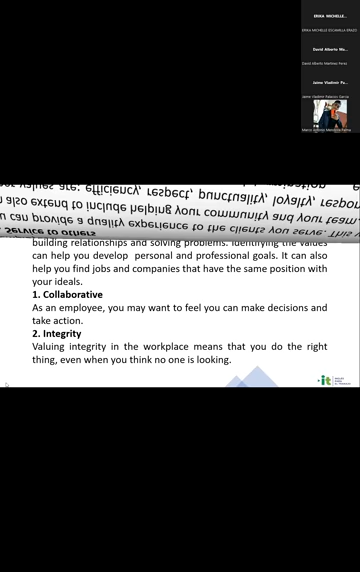 ERIKA MICHELLE...
ERIKA MICHELLE ESCAMILLA ERAZO
David Alberto Ma...
David Alberto Martinez Perez
Jaime Vladimir Pa...
Jaime Vladimir Palacios Garcia
values are: efficiency, respect, punctuality, loyalty,
also extend to include helping your community and your team.
can provide a quality experience to the clients you serve. This
service to others
building relationships and solving problems. Identifying the values
can help you develop personal and professional goals. It can also
help you find jobs and companies that have the same position with
your ideals.
1. Collaborative
As an employee, you may want to feel you can make decisions and
take action.
2. Integrity
Valuing integrity in the workplace means that you do the right
thing, even when you think no one is looking.
it